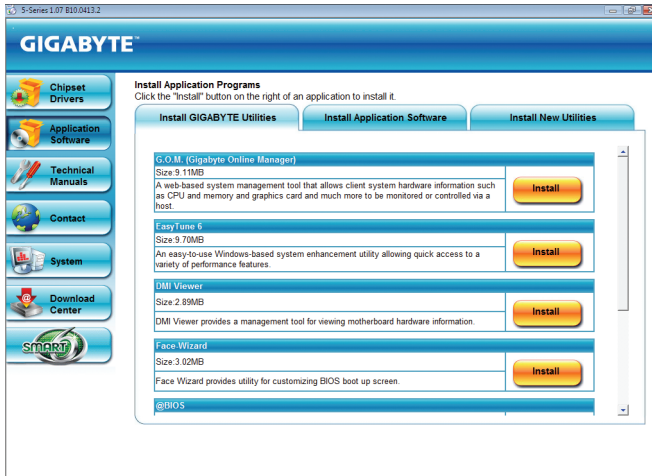 5-Series 1.07 B10.0413.2
GIGABYTE™
Chipset
Drivers
Application
Software
Technical
Manuals
Contact
System
Download
Center
SMART
Install Application Programs
Click the "Install" button on the right of an application to install it.
Install GIGABYTE Utilities
Install Application Software
Install New Utilities
G.O.M. (Gigabyte Online Manager)
Size:9.11MB
A web-based system management tool that allows client system hardware information such
as CPU and memory and graphics card and much more to be monitored or controlled via a
host.
Install
EasyTune 6
Size:9.70MB
An easy-to-use Windows-based system enhancement utility allowing quick access to a
variety of performance features.
Install
DMI Viewer
Size:2.89MB
DMI Viewer provides a management tool for viewing motherboard hardware information.
Install
Face-Wizard
Size:3.02MB
Face Wizard provides utility for customizing BIOS boot up screen.
Install
@BIOS